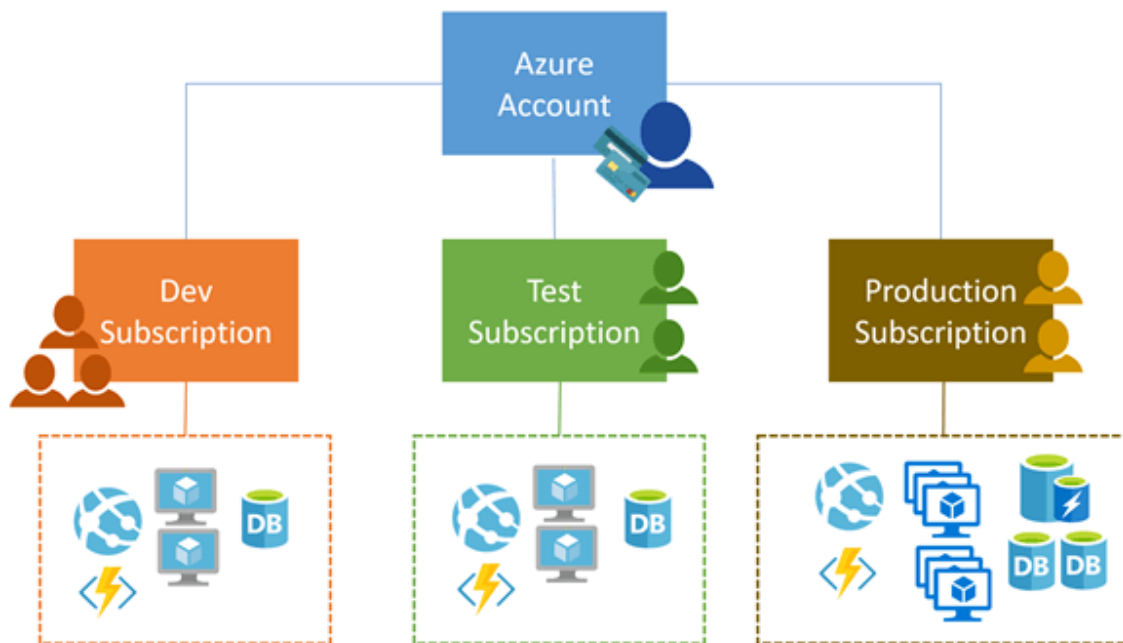 Azure
Account
Dev
Subscription
Test
Subscription
Production
Subscription
DB
DB
DB
DB